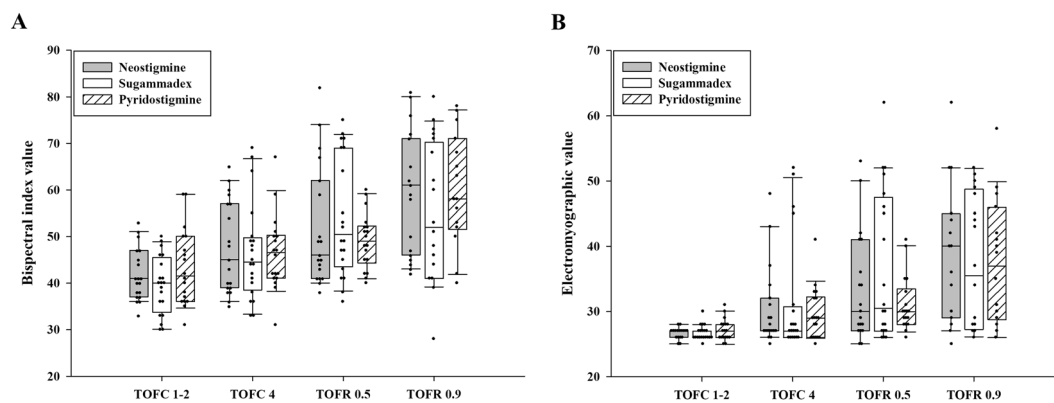 A
Bispectral index value
90
80
70
60
50
40
30
20
Neostigmine
Sugammadex
Pyridostigmine
TOFC 1-2
TOFC 4
TOFR 0.5
TOFR 0.9
B
Electromyographic value
70
60
50
40
30
20
Neostigmine
Sugammadex
Pyridostigmine
TOFC 1-2
TOFC 4
TOFR 0.5
TOFR 0.9